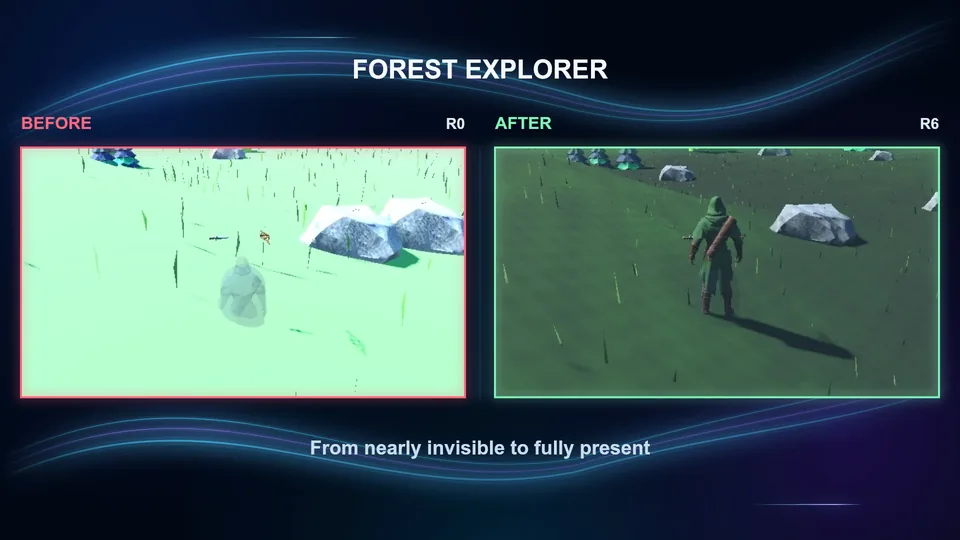 FOREST EXPLORER
BEFORE
R0
AFTER
R6
From nearly invisible to fully present